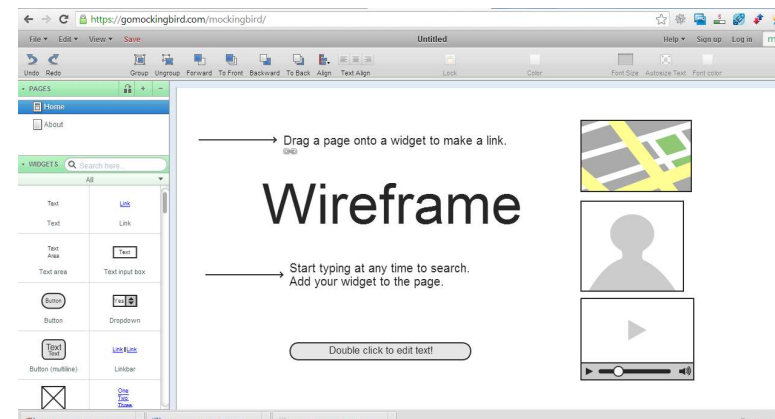 https://gomockingbird.com/mockingbird/
File Edit View Save Untitled Help Sign up Log in
Undo Redo Group Ungroup Forward To Front Backward To Back Align Text Align Lock Color Font Size Autosize Text Font color
PAGES
Home
About
WIDGETS Search here..
All
Text Link
Text Link
Text Area Text
Text area Text input box
Button Yes
Button Dropdown
Text Text Link Link
Button (multiline) Linkbar
One
Two
Three
Drag a page onto a widget to make a link.
Wireframe
Start typing at any time to search.
Add your widget to the page.
Double click to edit text!